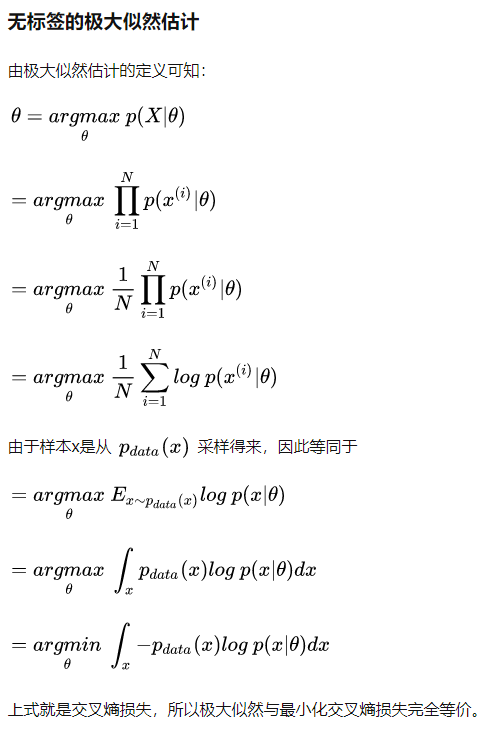 无标签的极大似然估计
由极大似然估计的定义可知：
θ = argmax_θ p(X|θ)
= argmax_θ ∏_{i=1}^{N} p(x^{(i)}|θ)
= argmax_θ \frac{1}{N} ∏_{i=1}^{N} p(x^{(i)}|θ)
= argmax_θ \frac{1}{N} ∑_{i=1}^{N} log p(x^{(i)}|θ)
由于样本x是从 p_{data}(x) 采样得来，因此等同于
= argmax_θ E_{x∼p_{data}(x)} log p(x|θ)
= argmax_θ ∫_x p_{data}(x) log p(x|θ)dx
= argmin_θ ∫_x −p_{data}(x) log p(x|θ)dx
上式就是交叉熵损失，所以极大似然与最小化交叉熵损失完全等价。